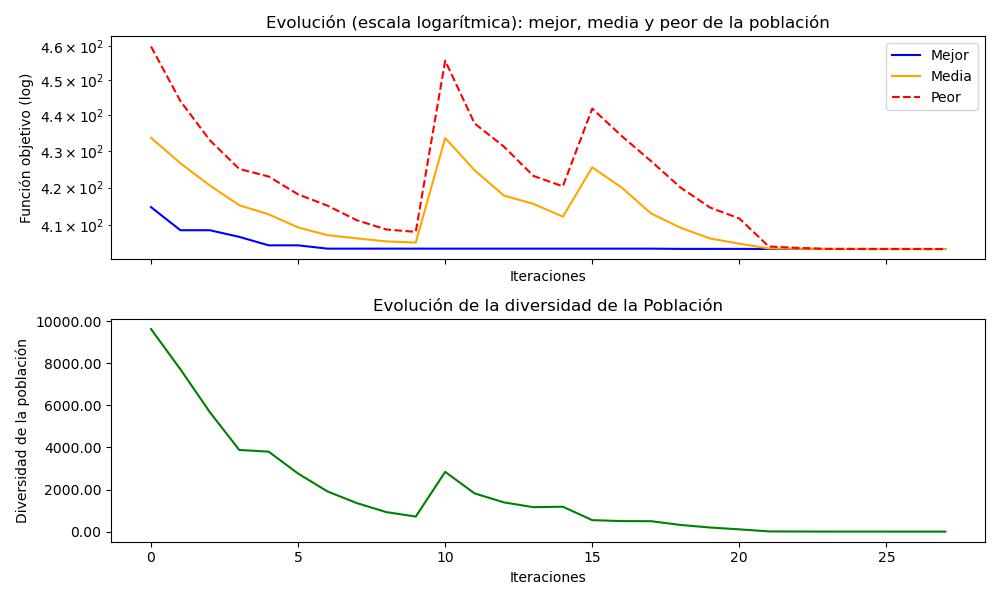 Evolución (escala logarítmica): mejor, media y peor de la población
4.6 × 10²
4.5 × 10²
4.4 × 10²
4.3 × 10²
4.2 × 10²
4.1 × 10²
Función objetivo (log)
Mejor
Media
Peor
Iteraciones
Evolución de la diversidad de la Población
10000.00
8000.00
6000.00
4000.00
2000.00
0.00
Diversidad de la población
0 5 10 15 20 25
Iteraciones